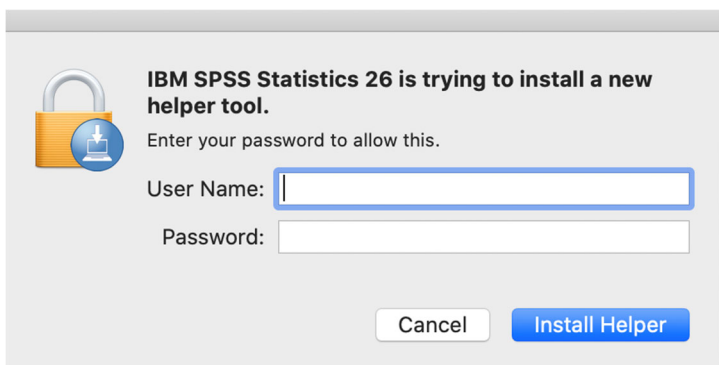 IBM SPSS Statistics 26 is trying to install a new
helper tool.
Enter your password to allow this.
User Name:
Password:
Cancel
Install Helper